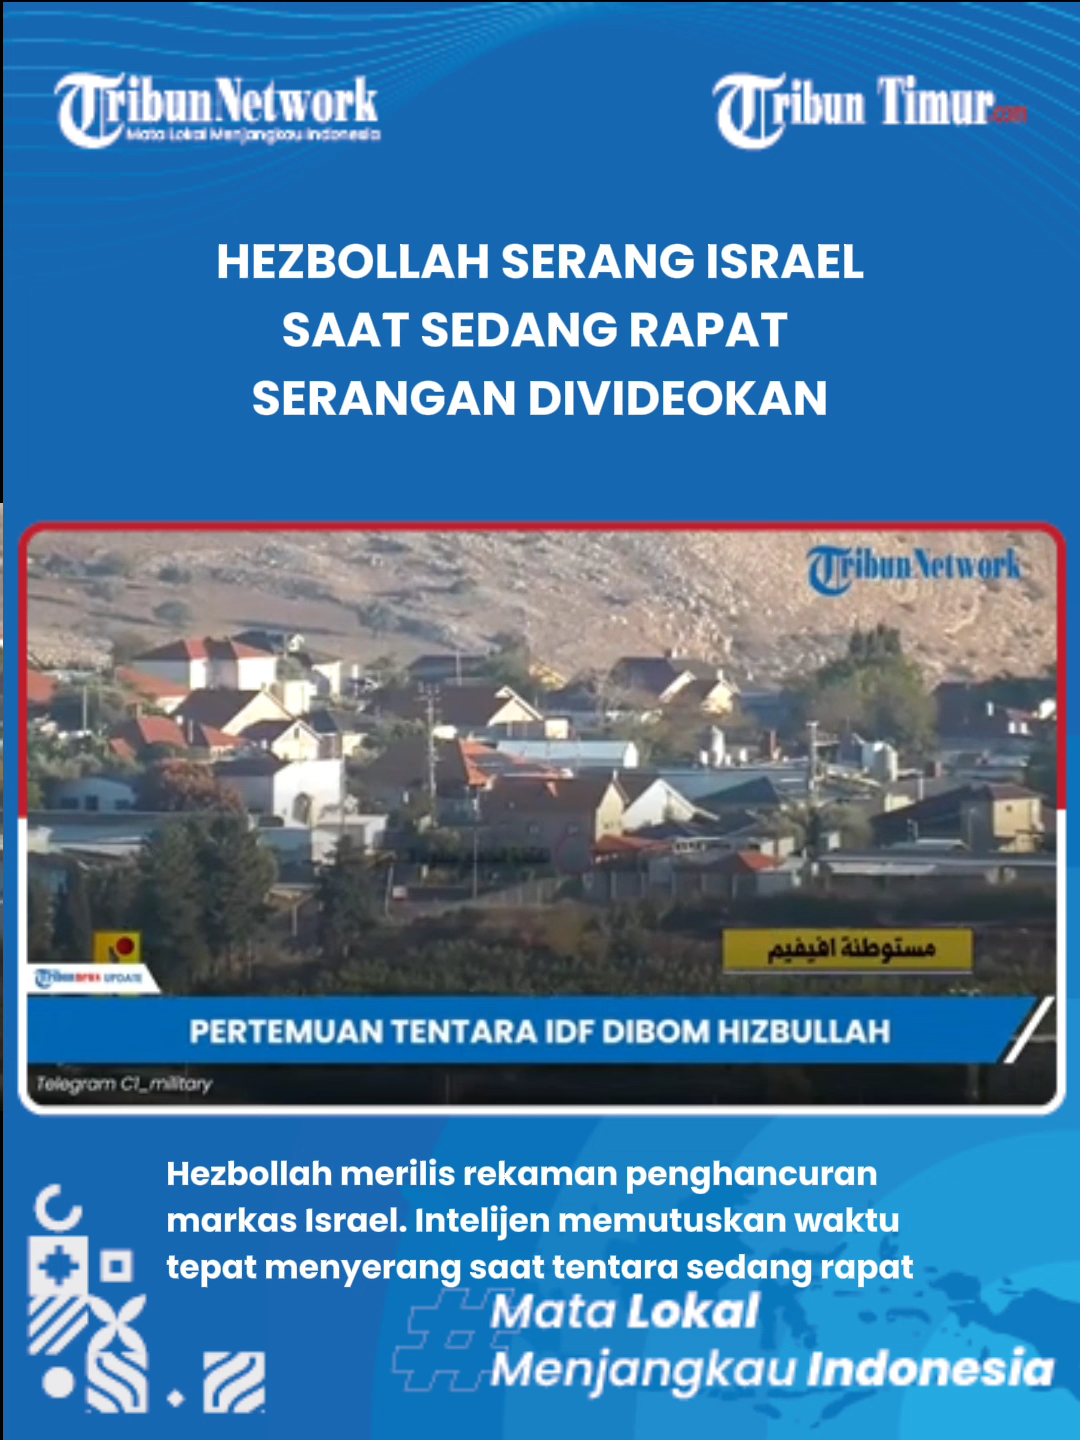 TribunNetwork
Mata Lokal Menjangkau Indonesia
Tribun Timur.com
HEZBOLLAH SERANG ISRAEL
SAAT SEDANG RAPAT
SERANGAN DIVIDEOKAN
TribunNetwork
مستوطنة افيفيم
Tribunnews UPDATE
PERTEMUAN TENTARA IDF DIBOM HIZBULLAH
Telegram C1_military
Hezbollah merilis rekaman penghancuran
markas Israel. Intelijen memutuskan waktu
tepat menyerang saat tentara sedang rapat
#Mata Lokal
Menjangkau Indonesia